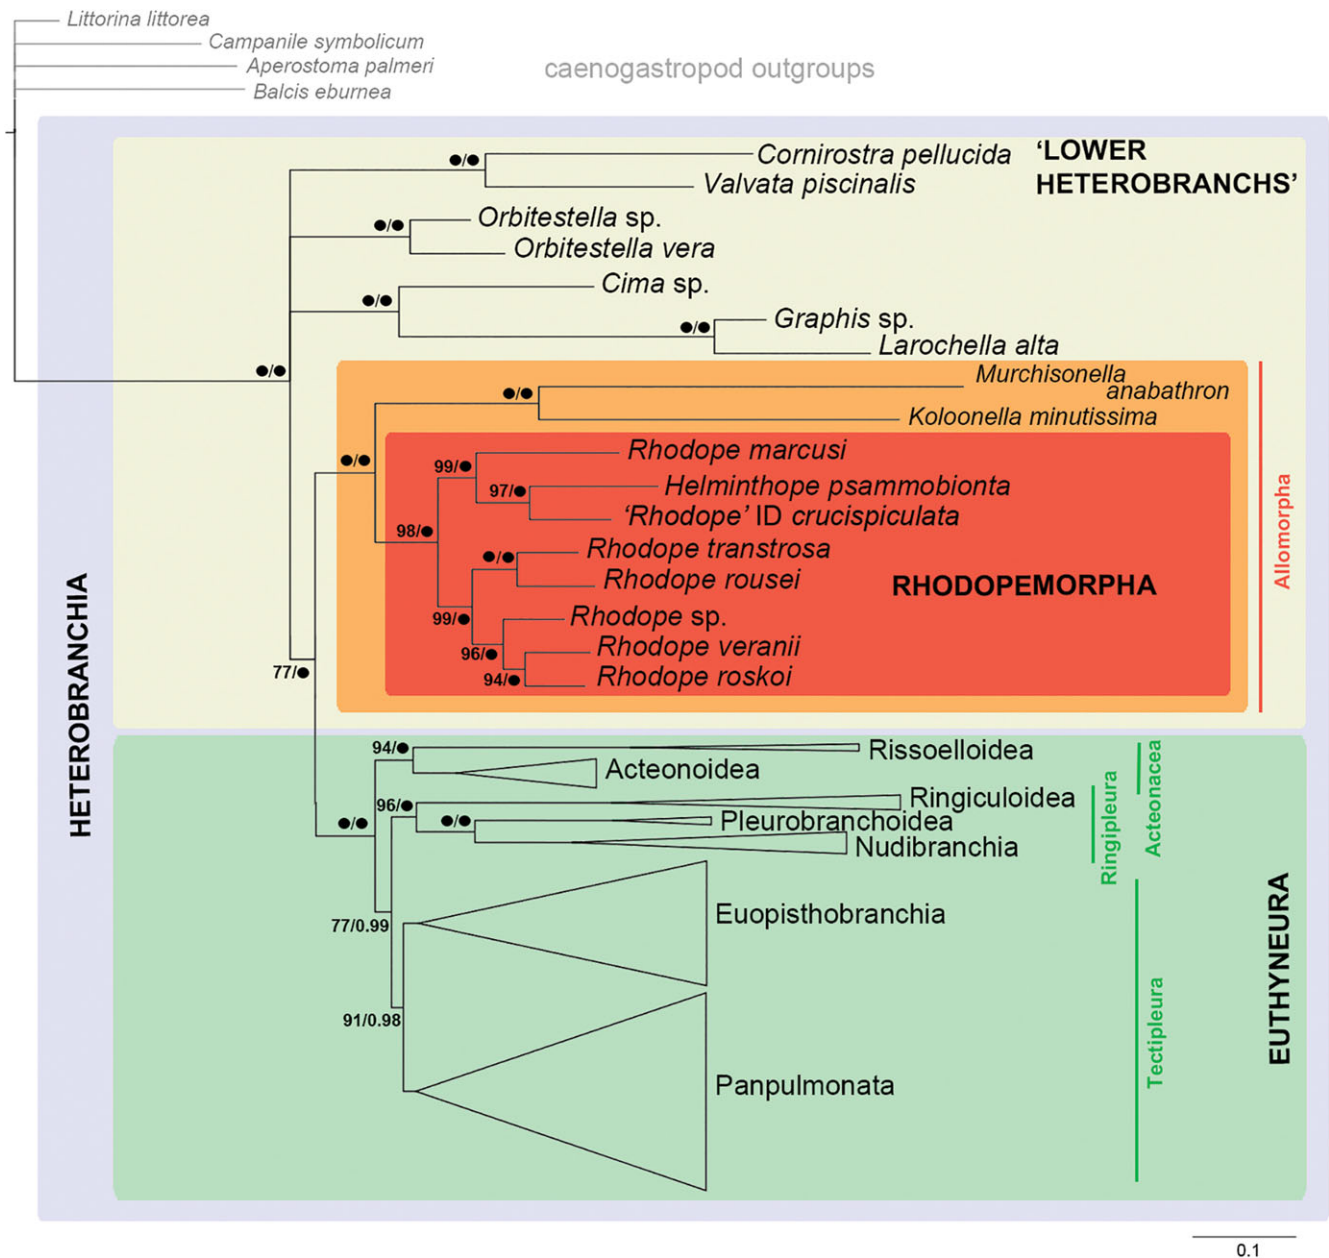 Littorina littorea
Campanile symbolicum
Aperostoma palmeri
Balcis eburnea
caenogastropod outgroups
●/●
Cornirostra pellucida
Valvata piscinalis
'LOWER
HETEROBRANCHS'
●/●
Orbitestella sp.
Orbitestella vera
●/●
Cima sp.
●/●
Graphis sp.
Larochella alta
●/●
●/●
Murchisonella
anabathron
Koloonella minutissima
●/●
99/●
Rhodope marcusi
97/●
Helminthope psammobionta
'Rhodope' ID crucispiculata
98/●
●/●
Rhodope transtrosa
Rhodope rousei
RHODOPEMORPHA
99/●
Rhodope sp.
96/●
Rhodope veranii
94/●
Rhodope roskoi
Allomorpha
77/●
HETEROBRANCHIA
94/●
Rissoelloidea
Acteonoidea
96/●
Ringiculoidea
●/●
●/●
Pleurobranchoidea
Nudibranchia
Ringipleura
Acteonacea
77/0.99
Euopisthobranchia
91/0.98
Panpulmonata
Tectipleura
EUTHYNEURA
0.1